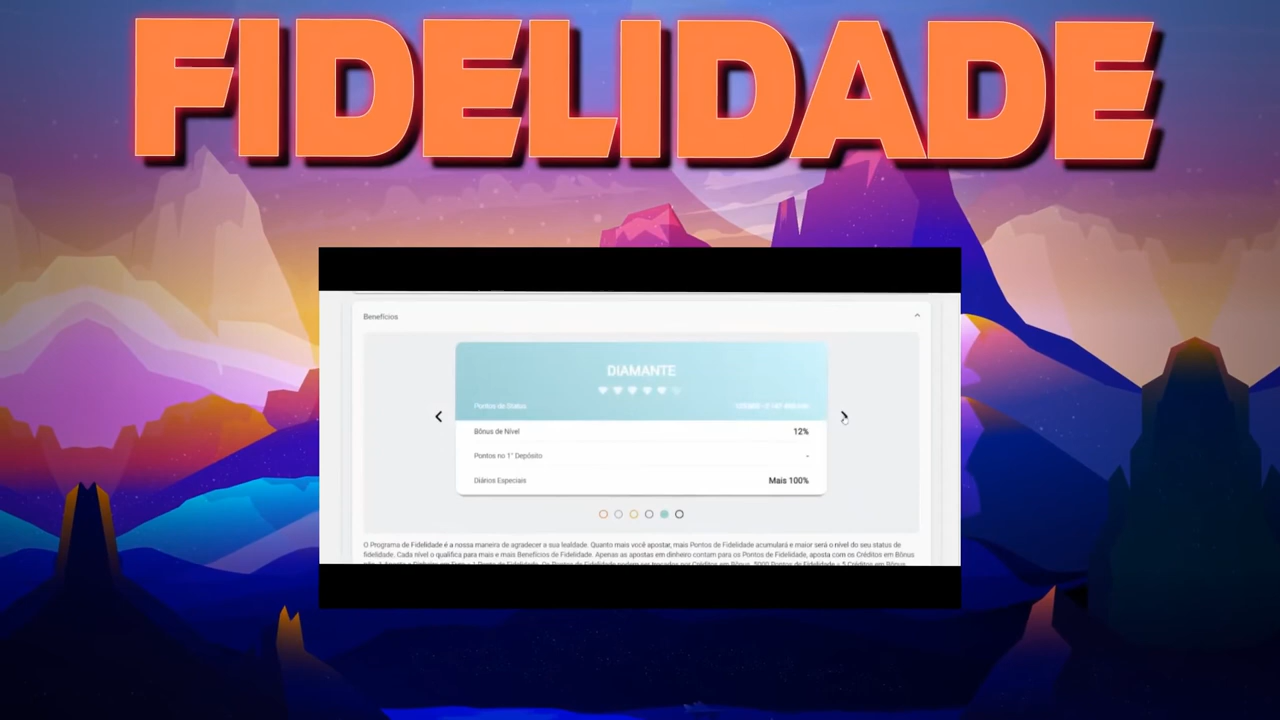 FIDELIDADE
Benefícios
DIAMANTE
Pontos de Status
Bônus de Nível 12%
Pontos no 1° Depósito -
Diários Especiais Mais 100%
O Programa de Fidelidade é a nossa maneira de agradecer a sua lealdade. Quanto mais você apostar, mais Pontos de Fidelidade acumulará e maior será o nível do seu status de
fidelidade. Cada nível o qualifica para mais e mais Benefícios de Fidelidade. Apenas as apostas em dinheiro contam para os Pontos de Fidelidade, aposta com os Créditos em Bônus